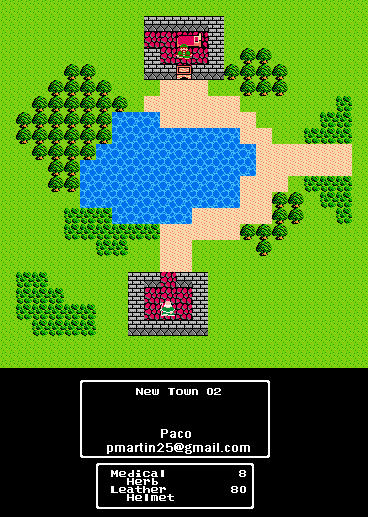 New Town 02
Paco
pmartin25@gmail.com
Medical 8
Herb
Leather 80
Helmet